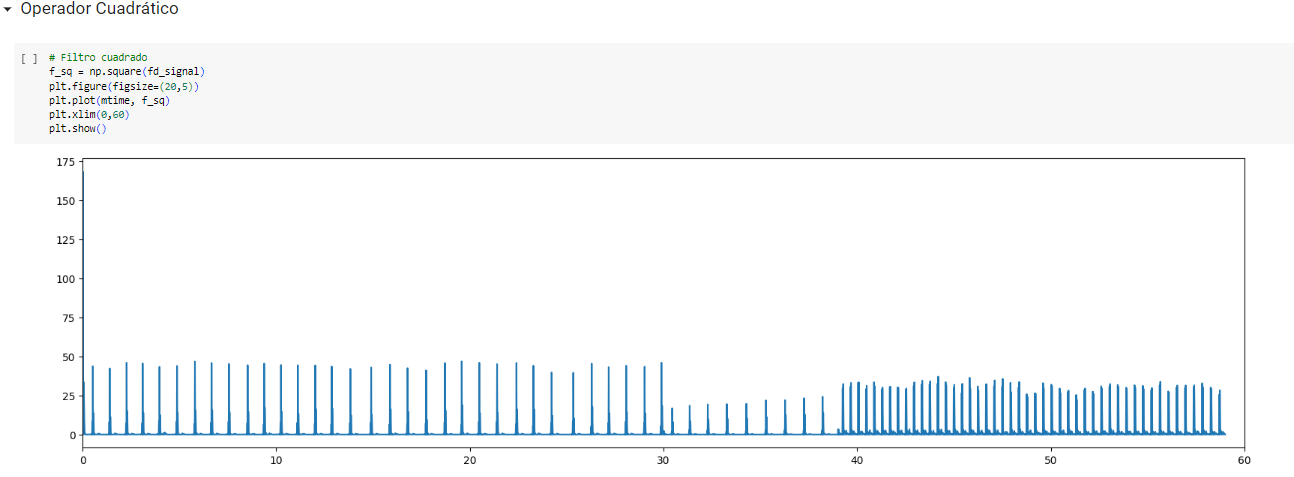 Operador Cuadrático
[ ] # Filtro cuadrado
f_sq = np.square(fd_signal)
plt.figure(figsize=(20,5))
plt.plot(mtime, f_sq)
plt.xlim(0,60)
plt.show()
175
150
125
100
75
50
25
0
0 10 20 30 40 50 60